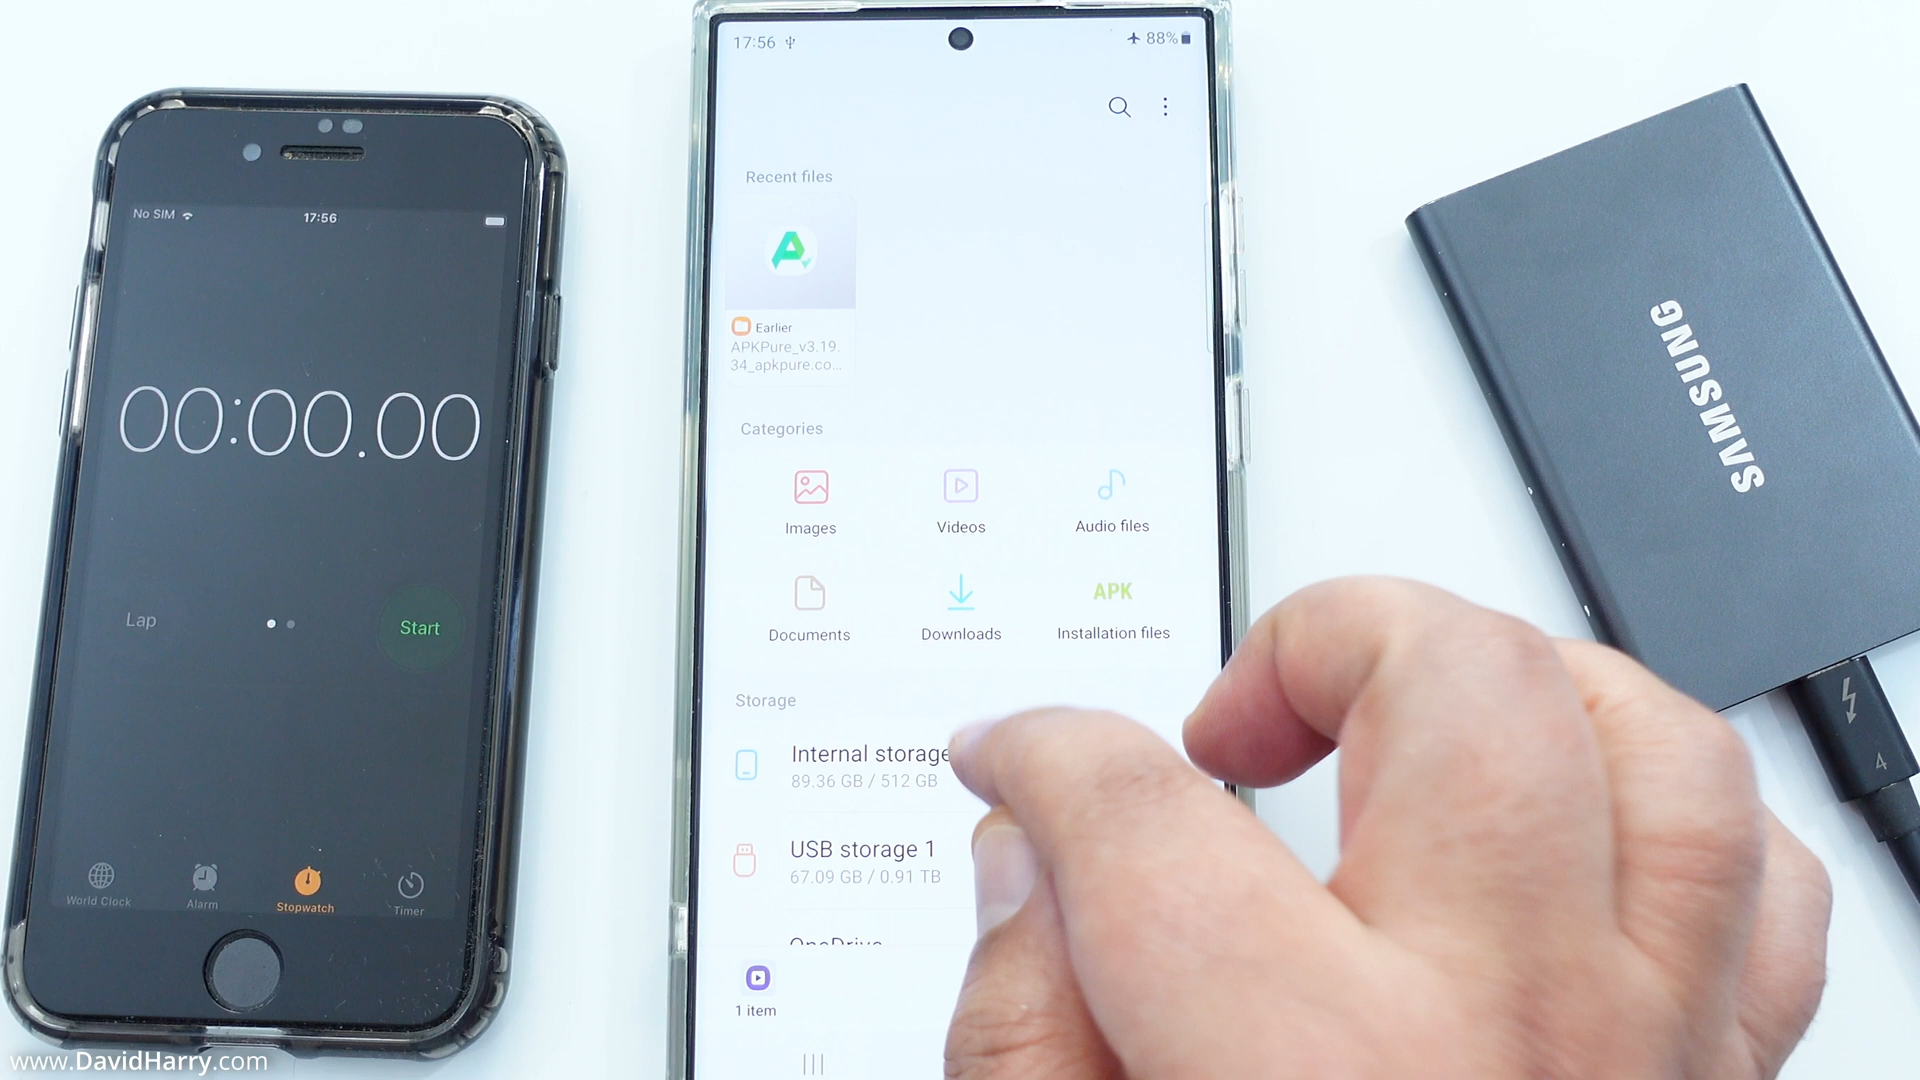 No SIM
17:56
00:00.00
Lap
Start
World Clock
Alarm
Stopwatch
Timer
17:56
88%
Recent files
Earlier
APKPure_v3.19.
34_apkpure.co...
Categories
Images
Videos
Audio files
APK
Documents
Downloads
Installation files
Storage
Internal storage
89.36 GB / 512 GB
USB storage 1
67.09 GB / 0.91 TB
OneDrive
1 item
SAMSUNG
4
www.DavidHarry.com